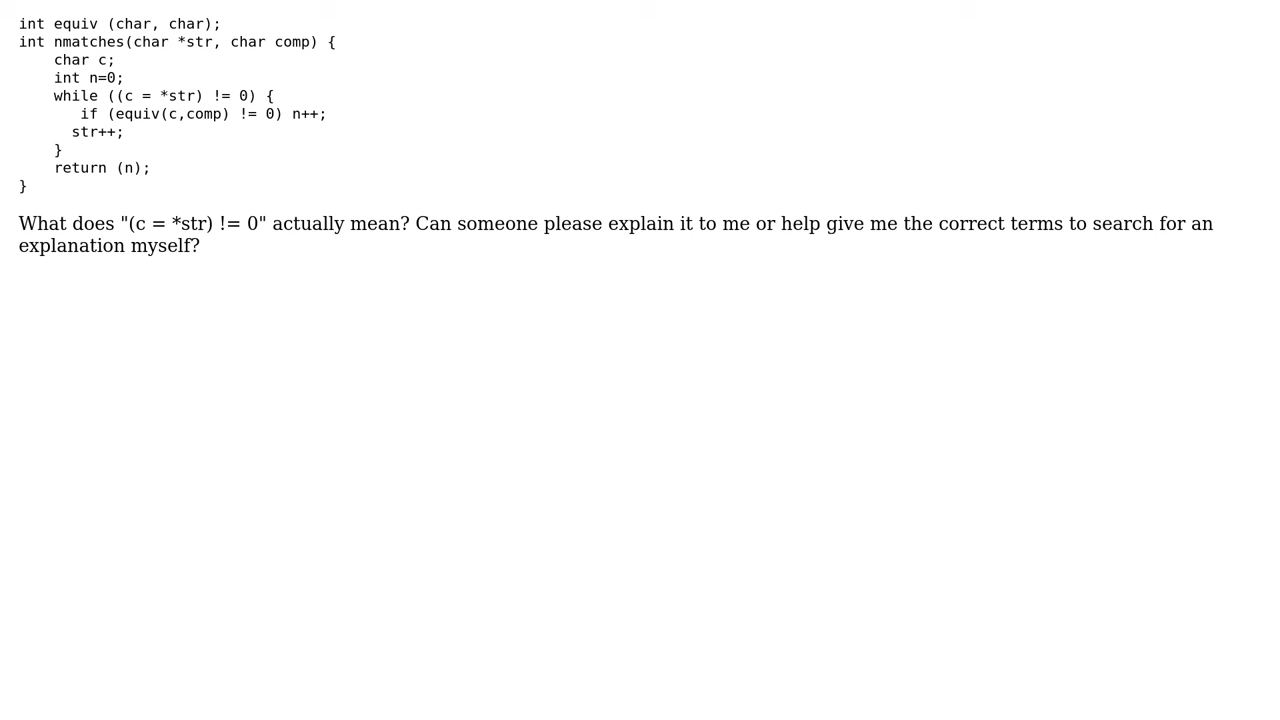 int equiv (char, char);
int nmatches(char *str, char comp) {
    char c;
    int n=0;
    while ((c = *str) != 0) {
       if (equiv(c,comp) != 0) n++;
      str++;
    }
    return (n);
}
What does "(c = *str) != 0" actually mean? Can someone please explain it to me or help give me the correct terms to search for an
explanation myself?